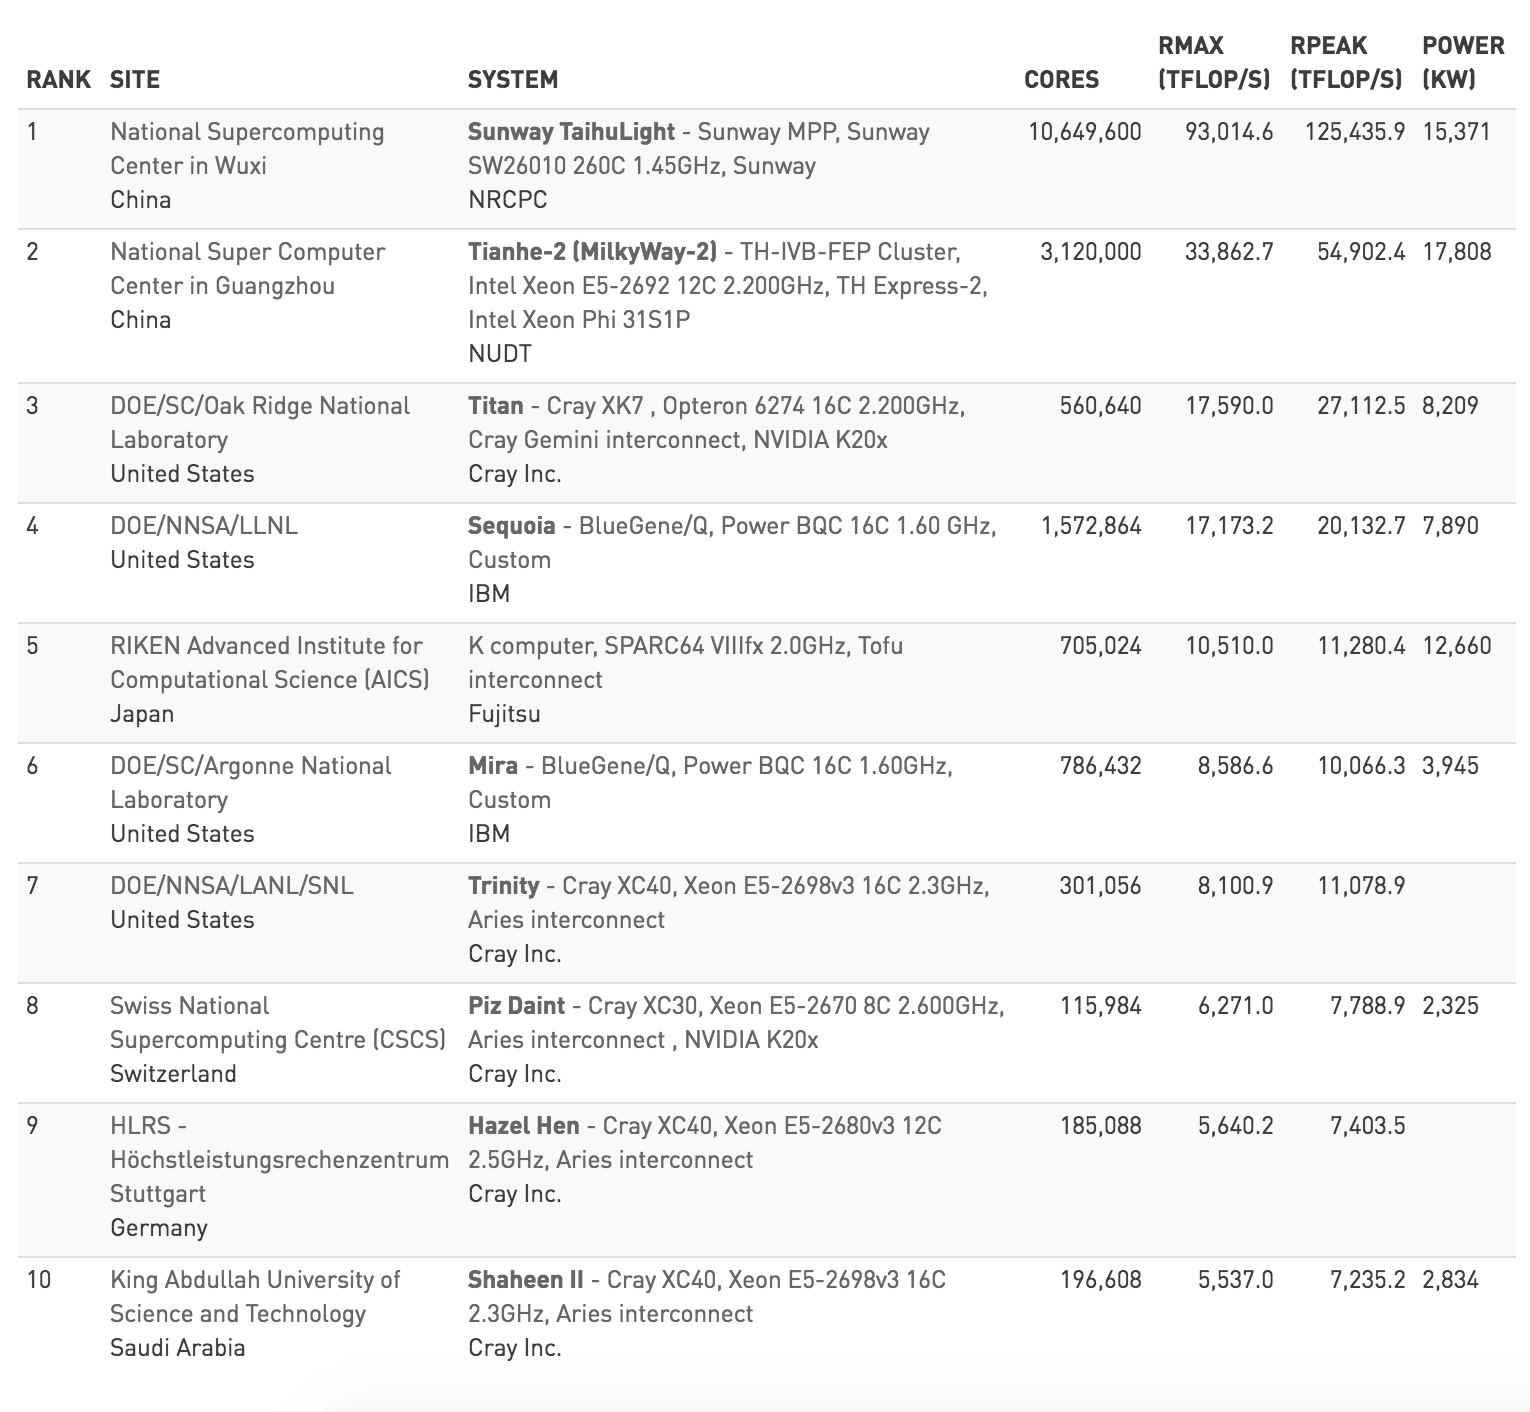 RANK SITE SYSTEM CORES RMAX (TFLOP/S) RPEAK (TFLOP/S) POWER (KW)
1 National Supercomputing Sunway TaihuLight - Sunway MPP, Sunway 10,649,600 93,014.6 125,435.9 15,371
Center in Wuxi SW26010 260C 1.45GHz, Sunway
China NRCPC
2 National Super Computer Tianhe-2 (MilkyWay-2) - TH-IVB-FEP Cluster, 3,120,000 33,862.7 54,902.4 17,808
Center in Guangzhou Intel Xeon E5-2692 12C 2.200GHz, TH Express-2,
China Intel Xeon Phi 31S1P
NUDT
3 DOE/SC/Oak Ridge National Titan - Cray XK7 , Opteron 6274 16C 2.200GHz, 560,640 17,590.0 27,112.5 8,209
Laboratory Cray Gemini interconnect, NVIDIA K20x
United States Cray Inc.
4 DOE/NNSA/LLNL Sequoia - BlueGene/Q, Power BQC 16C 1.60 GHz, 1,572,864 17,173.2 20,132.7 7,890
United States Custom
IBM
5 RIKEN Advanced Institute for K computer, SPARC64 VIIIfx 2.0GHz, Tofu 705,024 10,510.0 11,280.4 12,660
Computational Science (AICS) interconnect
Japan Fujitsu
6 DOE/SC/Argonne National Mira - BlueGene/Q, Power BQC 16C 1.60GHz, 786,432 8,586.6 10,066.3 3,945
Laboratory Custom
United States IBM
7 DOE/NNSA/LANL/SNL Trinity - Cray XC40, Xeon E5-2698v3 16C 2.3GHz, 301,056 8,100.9 11,078.9
United States Aries interconnect
Cray Inc.
8 Swiss National Piz Daint - Cray XC30, Xeon E5-2670 8C 2.600GHz, 115,984 6,271.0 7,788.9 2,325
Supercomputing Centre (CSCS) Aries interconnect , NVIDIA K20x
Switzerland Cray Inc.
9 HLRS - Hazel Hen - Cray XC40, Xeon E5-2680v3 12C 185,088 5,640.2 7,403.5
Höchstleistungsrechenzentrum 2.5GHz, Aries interconnect
Stuttgart Cray Inc.
Germany
10 King Abdullah University of Shaheen II - Cray XC40, Xeon E5-2698v3 16C 196,608 5,537.0 7,235.2 2,834
Science and Technology 2.3GHz, Aries interconnect
Saudi Arabia Cray Inc.